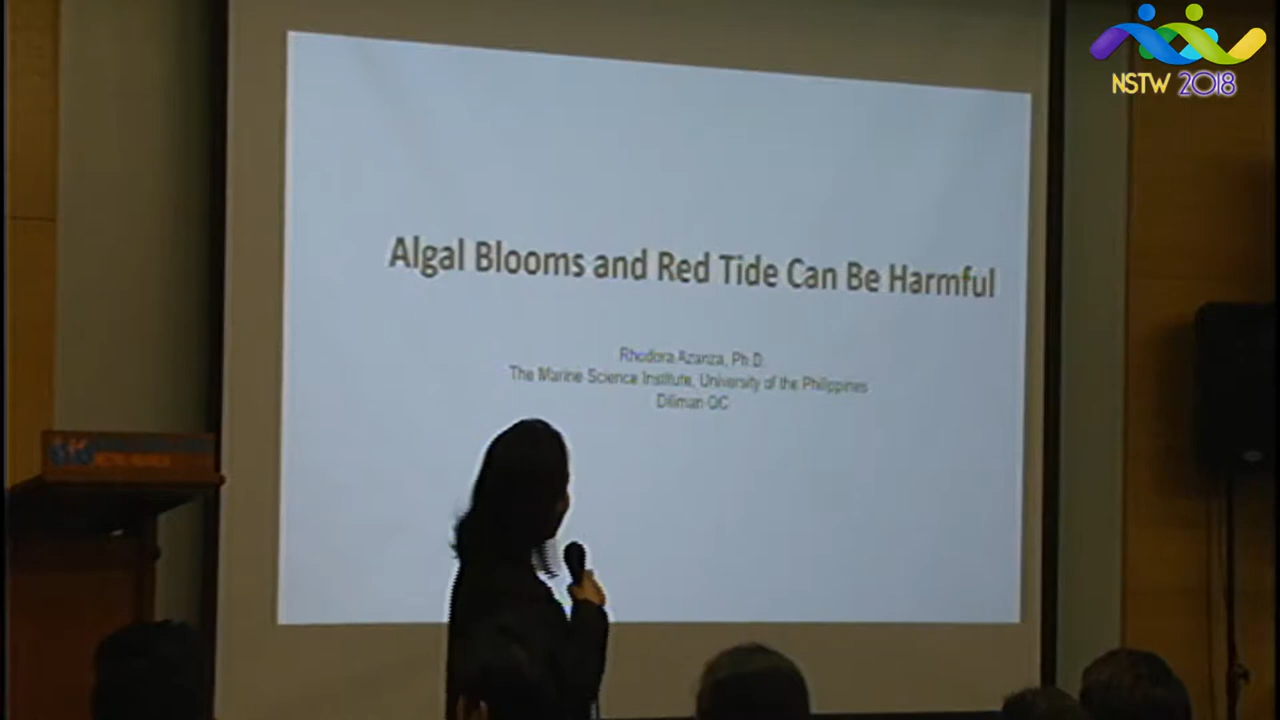 NSTW 2018
Algal Blooms and Red Tide Can Be Harmful
Rhodora Azanza, Ph.D.
The Marine Science Institute, University of the Philippines
Diliman QC